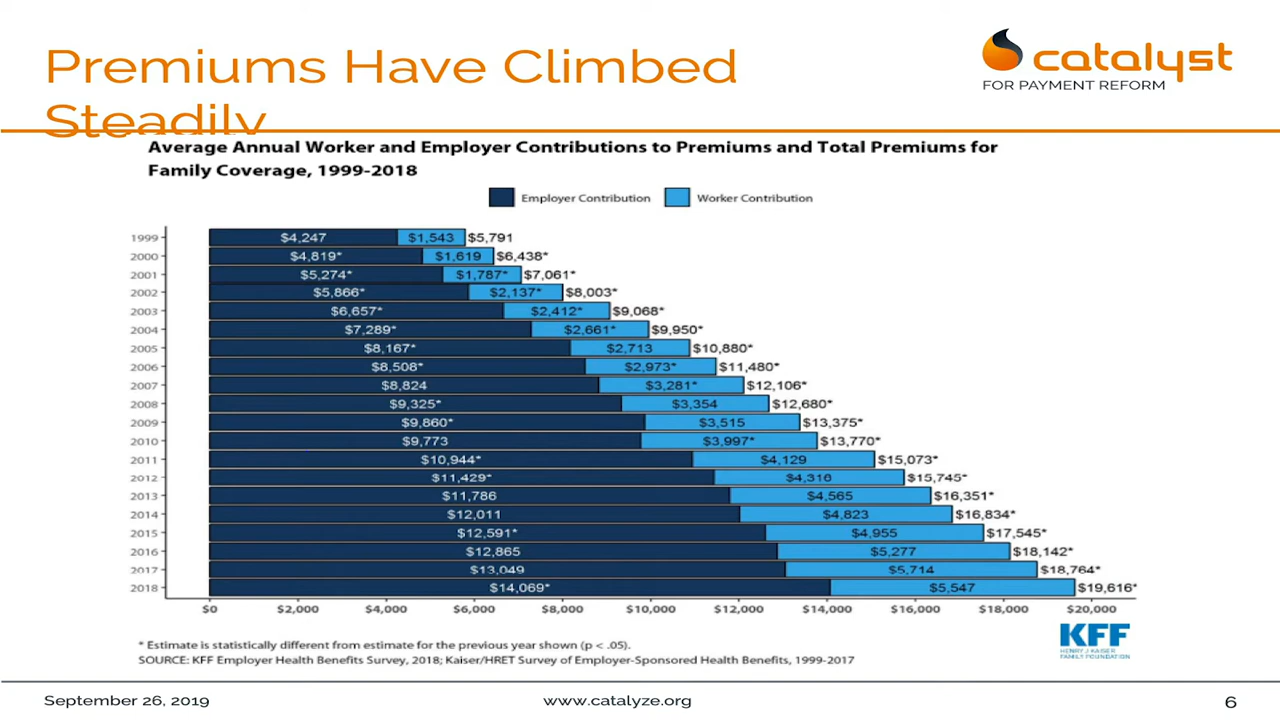 Premiums Have Climbed
Steadily
catalyst
FOR PAYMENT REFORM
Average Annual Worker and Employer Contributions to Premiums and Total Premiums for
Family Coverage, 1999-2018
Employer Contribution Worker Contribution
1999 $4,247 $1,543 $5,791
2000 $4,819* $1,619 $6,438*
2001 $5,274* $1,787* $7,061*
2002 $5,866* $2,137* $8,003*
2003 $6,657* $2,412* $9,068*
2004 $7,289* $2,661* $9,950*
2005 $8,167* $2,713 $10,880*
2006 $8,508* $2,973* $11,480*
2007 $8,824 $3,281* $12,106*
2008 $9,325* $3,354 $12,680*
2009 $9,860* $3,515 $13,375*
2010 $9,773 $3,997* $13,770*
2011 $10,944* $4,129 $15,073*
2012 $11,429* $4,316 $15,745*
2013 $11,786 $4,565 $16,351*
2014 $12,011 $4,823 $16,834*
2015 $12,591* $4,955 $17,545*
2016 $12,865 $5,277 $18,142*
2017 $13,049 $5,714 $18,764*
2018 $14,069* $5,547 $19,616*
$0 $2,000 $4,000 $6,000 $8,000 $10,000 $12,000 $14,000 $16,000 $18,000 $20,000
* Estimate is statistically different from estimate for the previous year shown (p < .05).
SOURCE: KFF Employer Health Benefits Survey, 2018; Kaiser/HRET Survey of Employer-Sponsored Health Benefits, 1999-2017
KFF
HENRY J KAISER
FAMILY FOUNDATION
September 26, 2019 www.catalyze.org 6